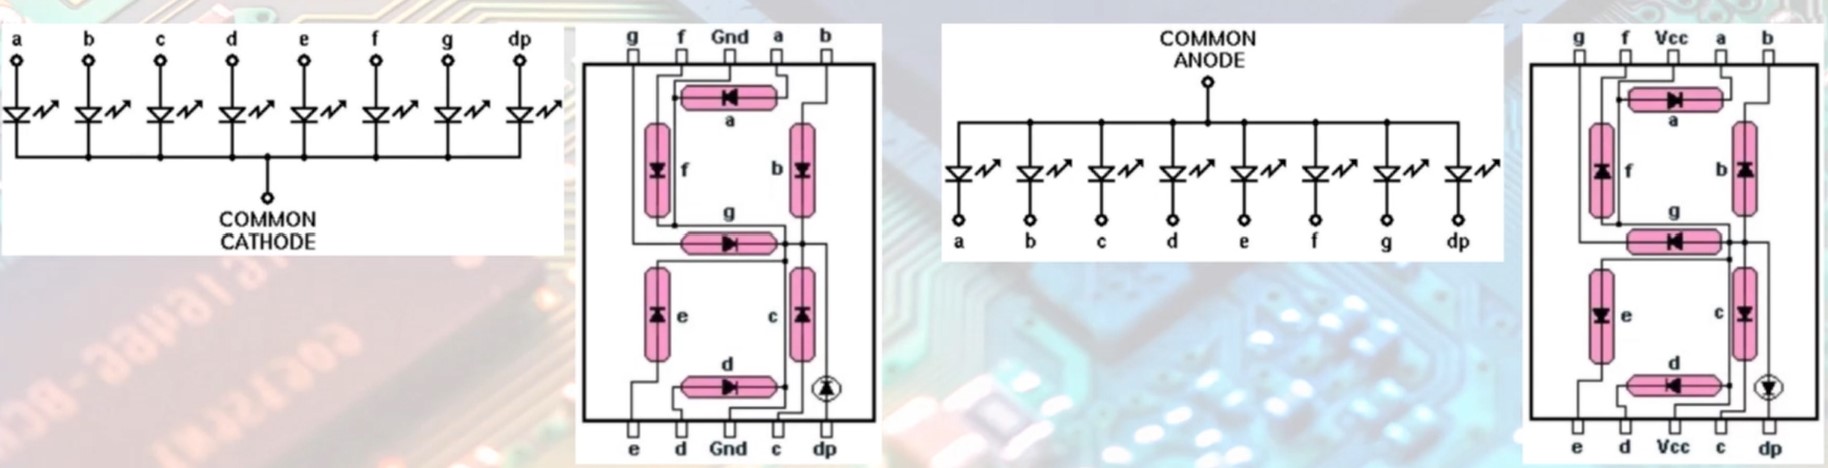 a b c d e f g dp
COMMON
CATHODE
g f Gnd a b
a
f b
g
e c
d
e d Gnd c dp
COMMON
ANODE
a b c d e f g dp
g f Vcc a b
a
f b
g
e c
d
e d Vcc c dp